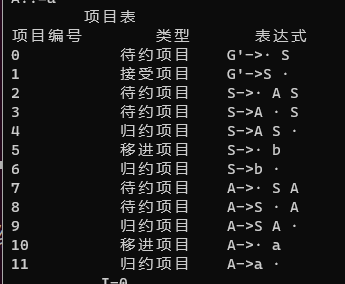 A::=a
项目表
项目编号 类型 表达式
0 待约项目 G'->· S
1 接受项目 G'->S ·
2 待约项目 S->· A S
3 待约项目 S->A · S
4 归约项目 S->A S ·
5 移进项目 S->· b
6 归约项目 S->b ·
7 待约项目 A->· S A
8 待约项目 A->S · A
9 归约项目 A->S A ·
10 移进项目 A->· a
11 归约项目 A->a ·
I=0